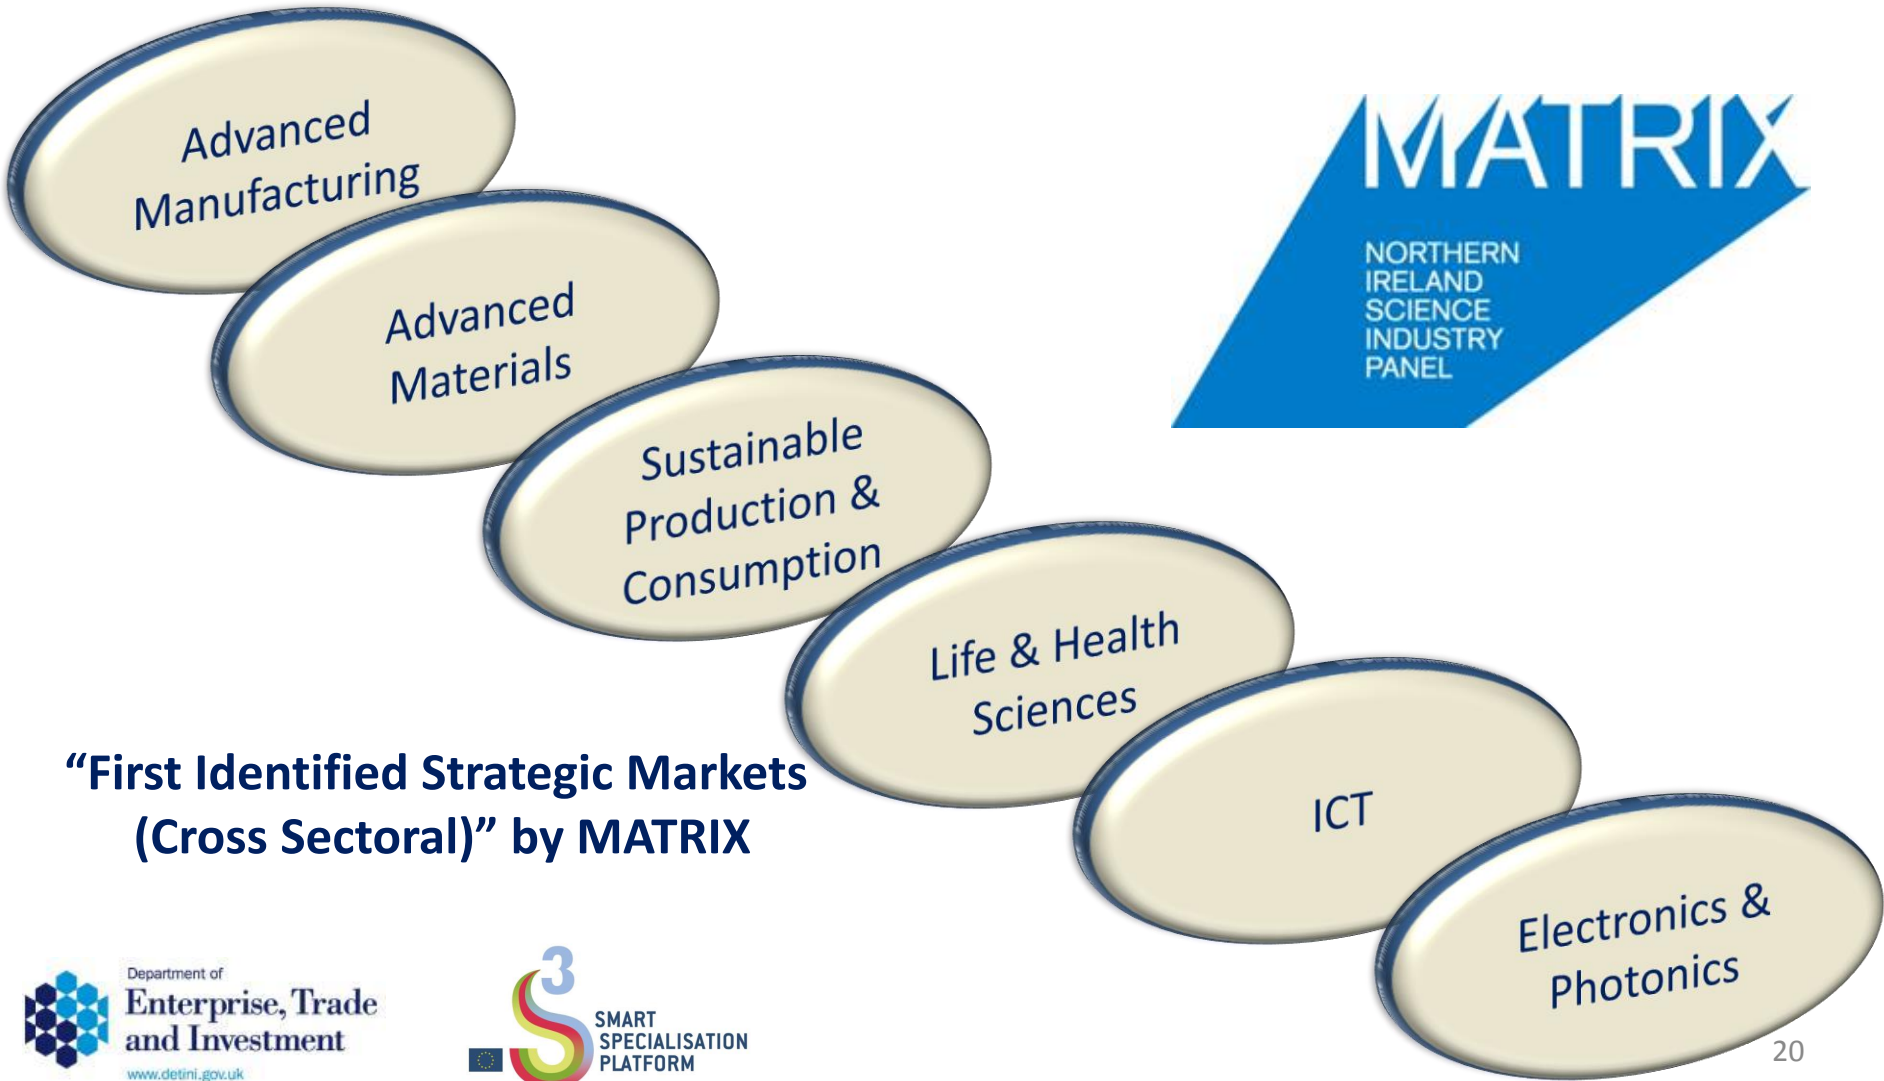 Advanced
Manufacturing
MATRIX
NORTHERN
IRELAND
SCIENCE
INDUSTRY
PANEL
Advanced
Materials
Sustainable
Production &
Consumption
Life & Health
Sciences
“First Identified Strategic Markets
(Cross Sectoral)” by MATRIX
ICT
Electronics &
Photonics
Department of
Enterprise, Trade
and Investment
www.detini.gov.uk
S3
SMART
SPECIALISATION
PLATFORM
20